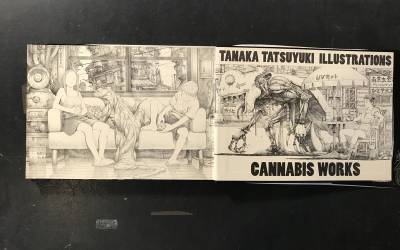 TANAKA TATSUYUKI ILLUSTRATIONS
CANNABIS WORKS